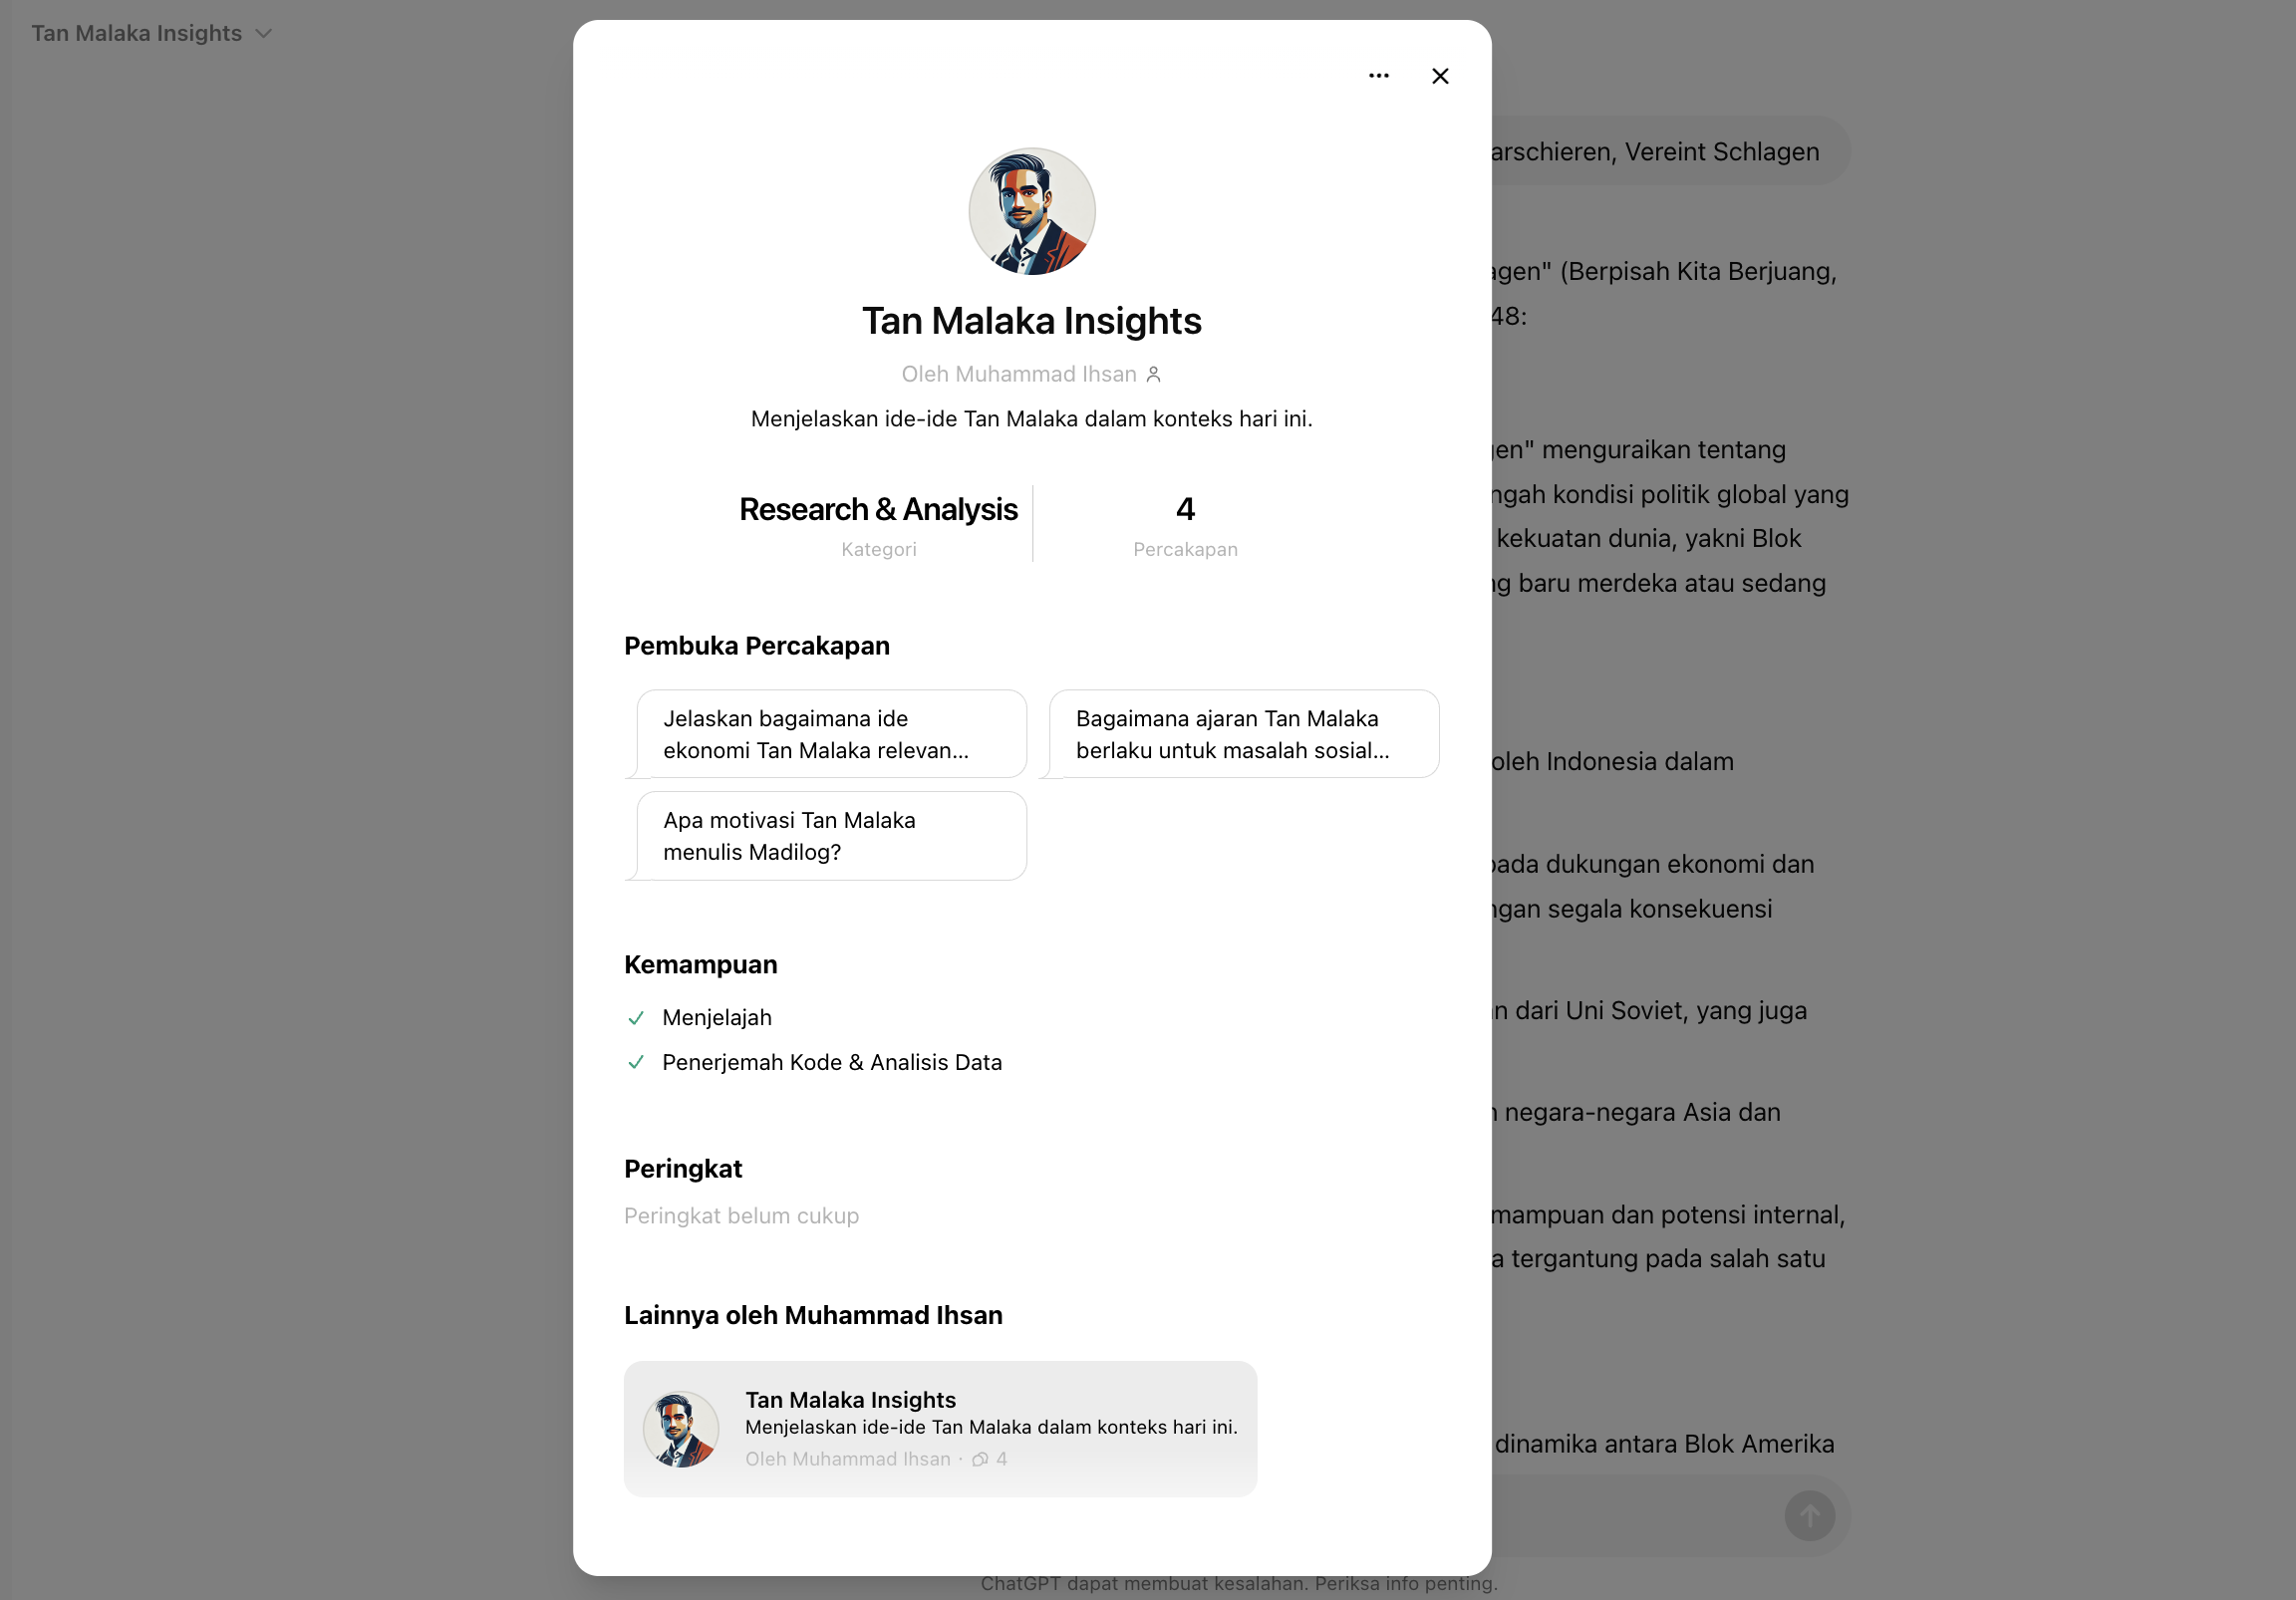 Tan Malaka Insights
Tan Malaka Insights
Oleh Muhammad Ihsan
Menjelaskan ide-ide Tan Malaka dalam konteks hari ini.
Research & Analysis
Kategori
4
Percakapan
Pembuka Percakapan
Jelaskan bagaimana ide
ekonomi Tan Malaka relevan...
Bagaimana ajaran Tan Malaka
berlaku untuk masalah sosial...
Apa motivasi Tan Malaka
menulis Madilog?
Kemampuan
Menjelajah
Penerjemah Kode & Analisis Data
Peringkat
Peringkat belum cukup
Lainnya oleh Muhammad Ihsan
Tan Malaka Insights
Menjelaskan ide-ide Tan Malaka dalam konteks hari ini.
Oleh Muhammad Ihsan · 4
arschieren, Vereint Schlagen
agen" (Berpisah Kita Berjuang,
48:
gen" menguraikan tentang
ngah kondisi politik global yang
kekuatan dunia, yakni Blok
ng baru merdeka atau sedang
oleh Indonesia dalam
pada dukungan ekonomi dan
ngan segala konsekuensi
n dari Uni Soviet, yang juga
n negara-negara Asia dan
mampuan dan potensi internal,
a tergantung pada salah satu
dinamika antara Blok Amerika
ChatGPT dapat membuat kesalahan. Periksa info penting.